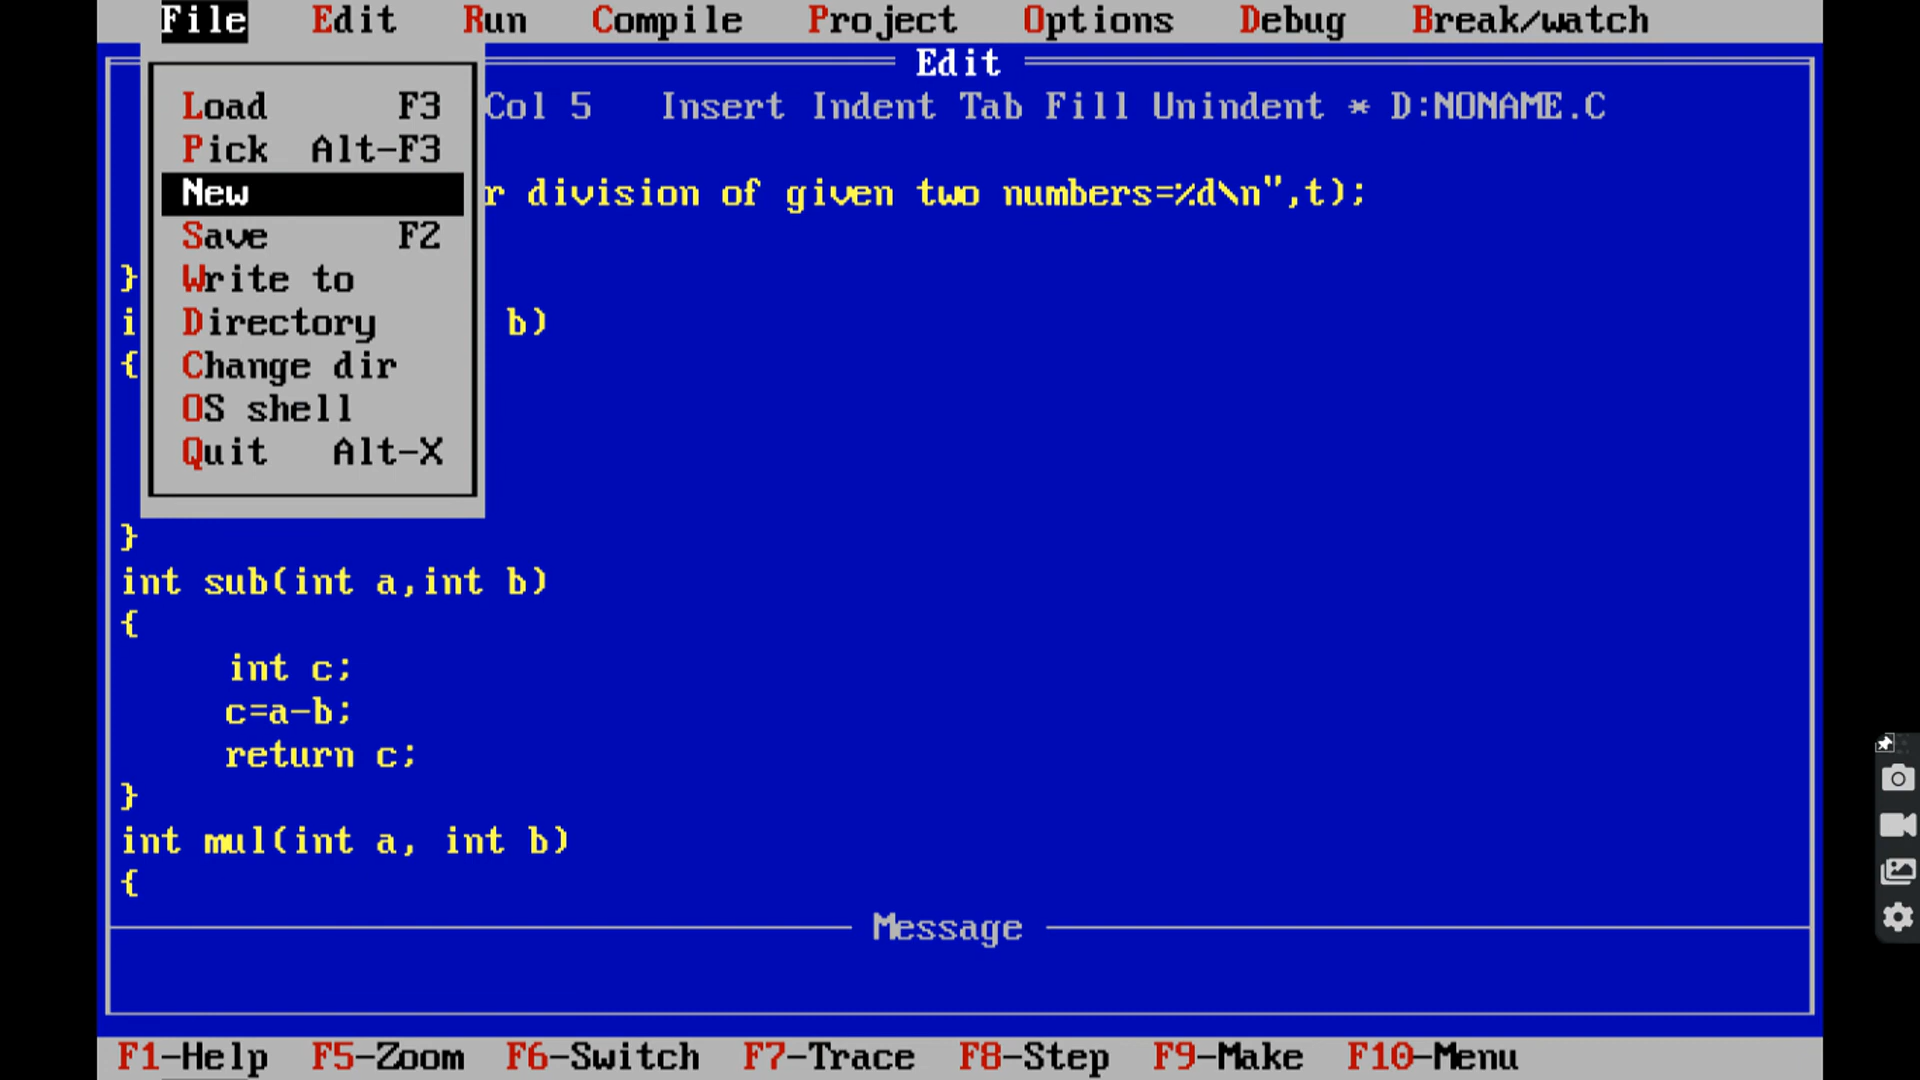 File Edit Run Compile Project Options Debug Break/watch
Edit
Col 5 Insert Indent Tab Fill Unindent * D:NONAME.C
Load F3
Pick Alt-F3
New
Save F2
Write to
Directory
Change dir
OS shell
Quit Alt-X
r division of given two numbers=%d\n",t);
}
i b)
{
}
int sub(int a,int b)
{
int c;
c=a-b;
return c;
}
int mul(int a, int b)
{
Message
F1-Help F5-Zoom F6-Switch F7-Trace F8-Step F9-Make F10-Menu